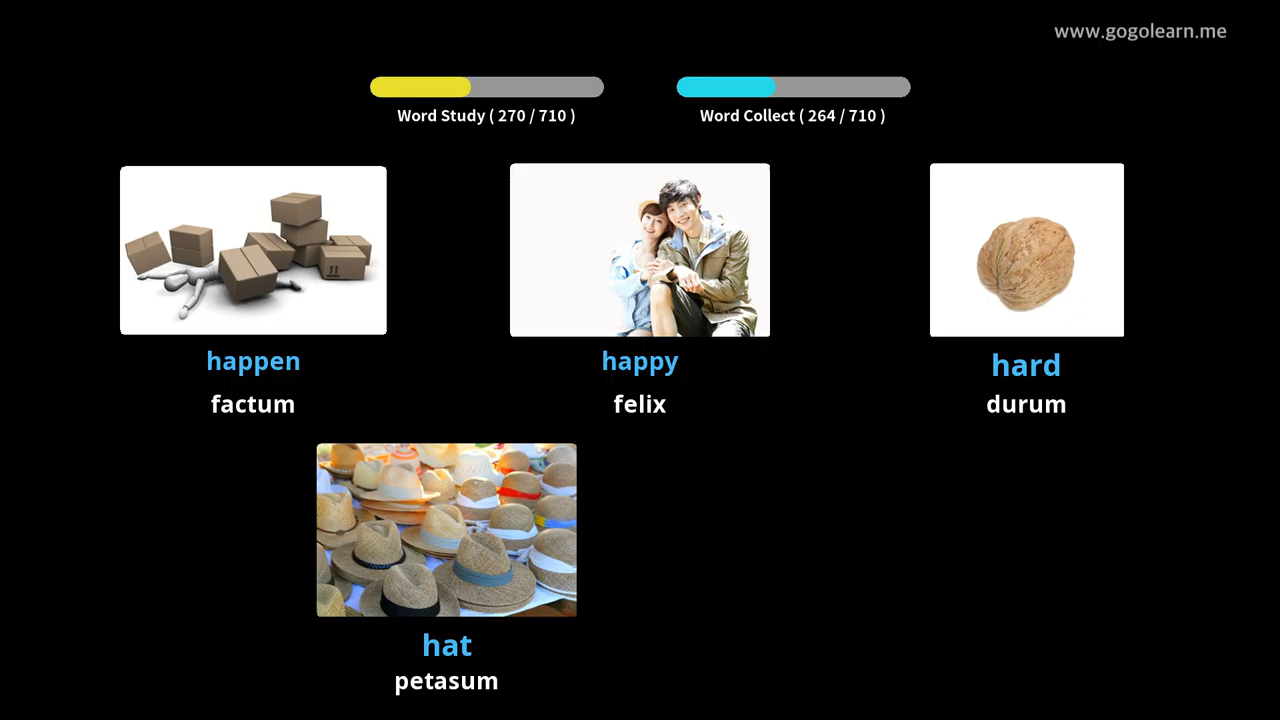 www.gogolearn.me
Word Study ( 270 / 710 )
Word Collect ( 264 / 710 )
happen
factum
happy
felix
hard
durum
hat
petasum